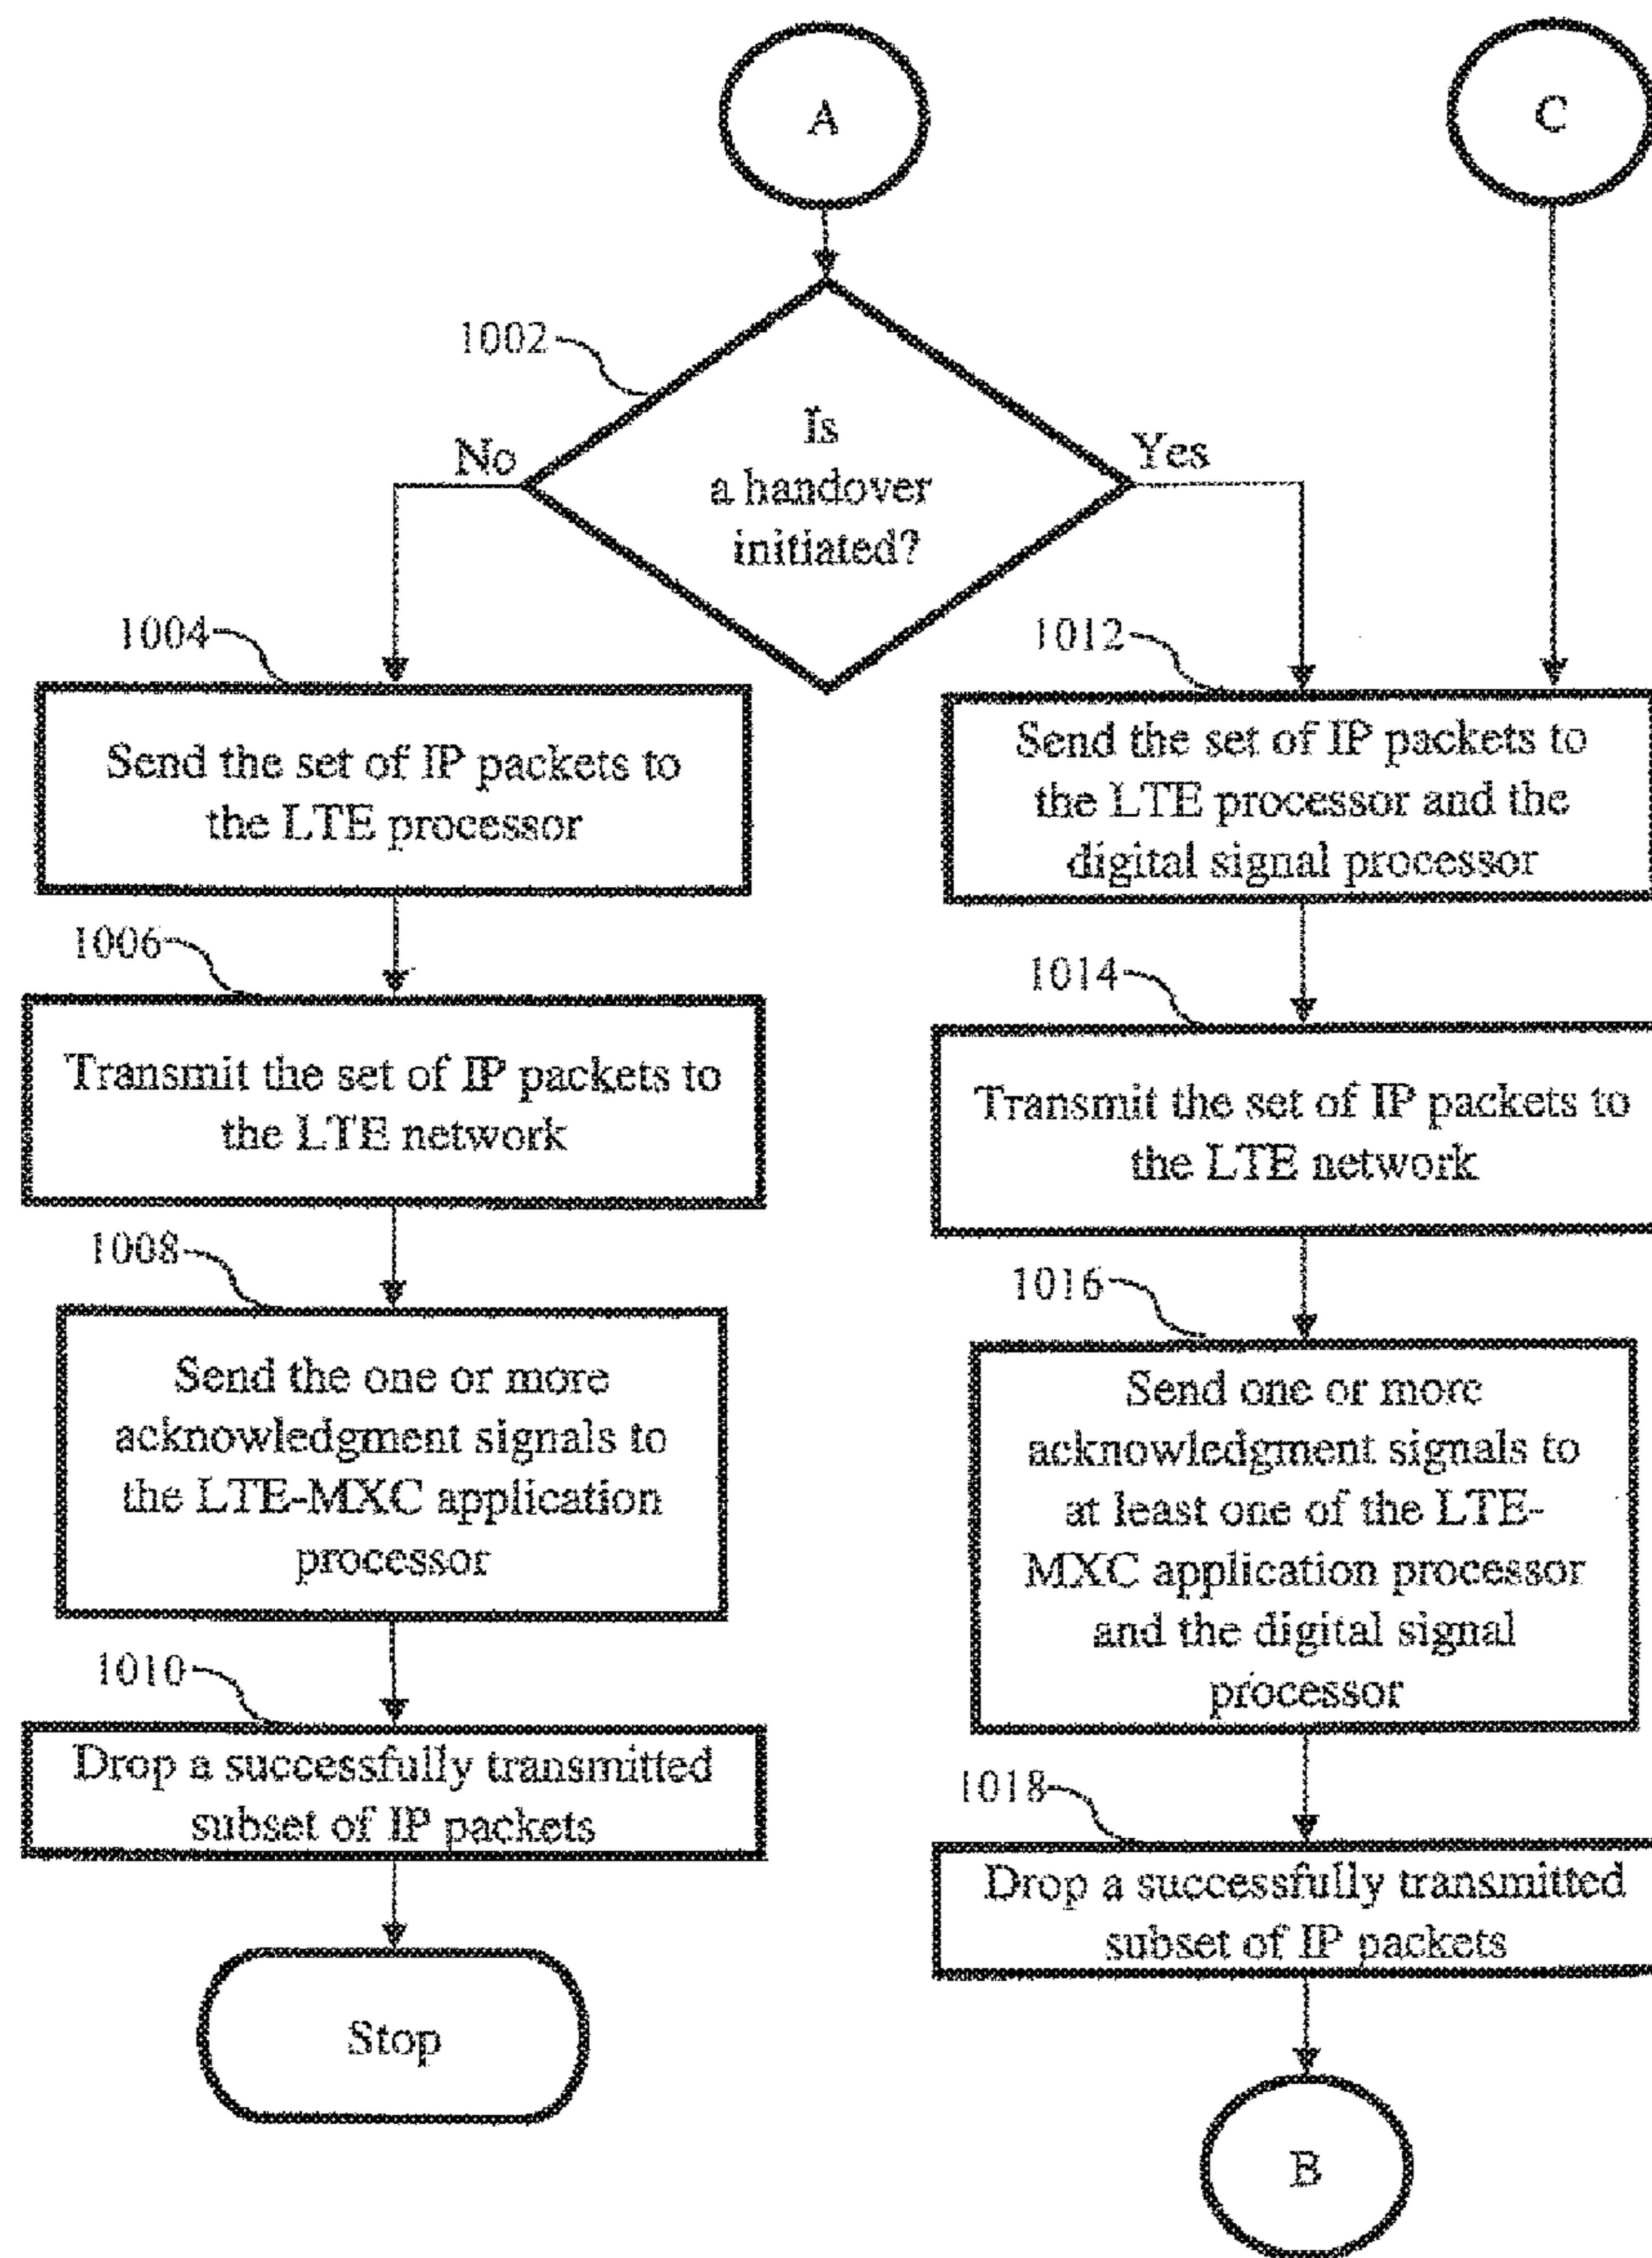 A
C
1002
Is
a handover
initiated?
No
Yes
1004
Send the set of IP packets to
the LTE processor
1006
Transmit the set of IP packets to
the LTE network
1008
Send the one or more
acknowledgment signals to
the LTE-MXC application
processor
1010
Drop a successfully transmitted
subset of IP packets
Stop
1012
Send the set of IP packets to
the LTE processor and the
digital signal processor
1014
Transmit the set of IP packets to
the LTE network
1016
Send one or more
acknowledgment signals to
at least one of the LTE-
MXC application processor
and the digital signal
processor
1018
Drop a successfully transmitted
subset of IP packets
B